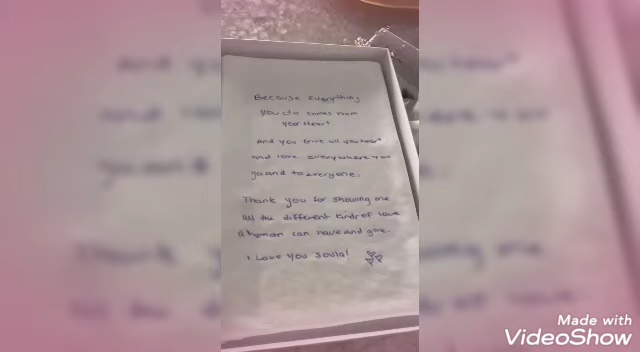 Because everything
you do comes from
your Heart.
And you Give all you heart
and love everywhere you
go and to everyone.
Thank you for showing me
All the different kind of love
A human can have and give.
I Love you Soula!
Made with
VideoShow